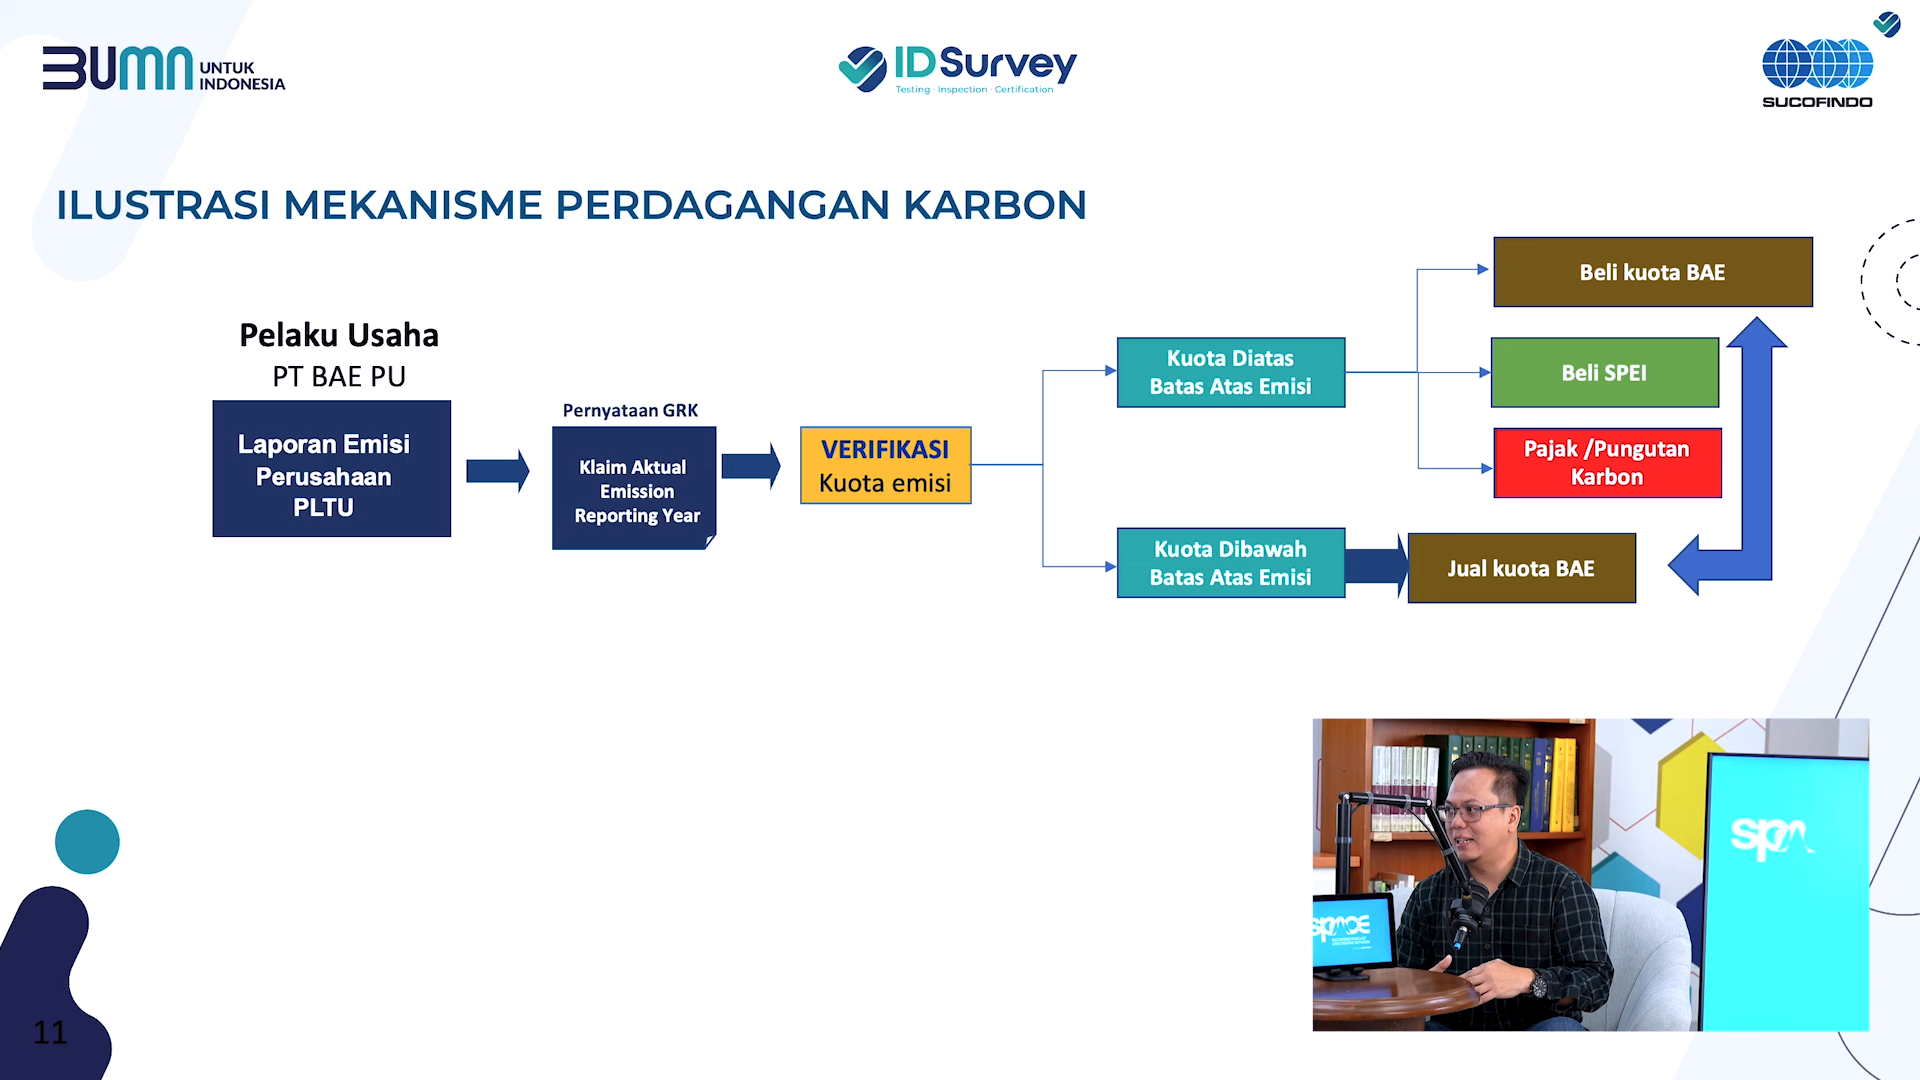 BUMN UNTUK
INDONESIA
IDSurvey
Testing · Inspection · Certification
SUCOFINDO
ILUSTRASI MEKANISME PERDAGANGAN KARBON
Pelaku Usaha
PT BAE PU
Laporan Emisi
Perusahaan
PLTU
Pernyataan GRK
Klaim Aktual
Emission
Reporting Year
VERIFIKASI
Kuota emisi
Kuota Diatas
Batas Atas Emisi
Kuota Dibawah
Batas Atas Emisi
Beli kuota BAE
Beli SPEI
Pajak /Pungutan
Karbon
Jual kuota BAE
11